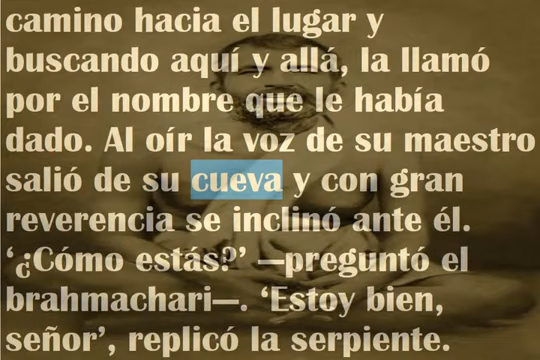 camino hacia el lugar y
buscando aquí y allá, la llamó
por el nombre que le había
dado. Al oír la voz de su maestro
salió de su cueva y con gran
reverencia se inclinó ante él.
‘¿Cómo estás?’ —preguntó el
brahmachari—. ‘Estoy bien,
señor’, replicó la serpiente.